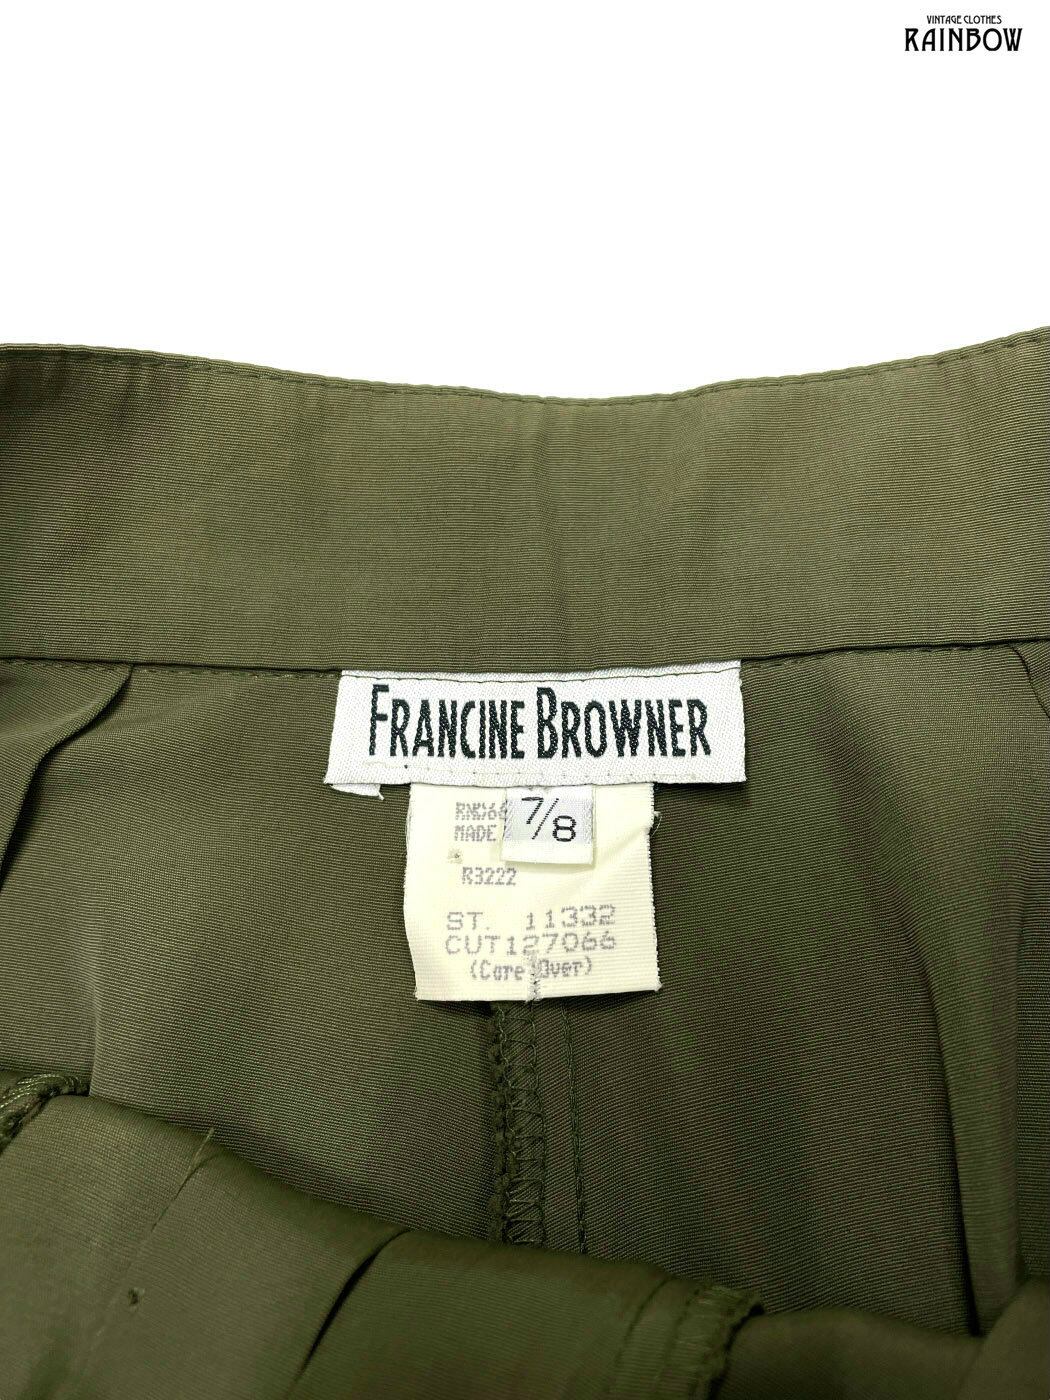 VINTAGE CLOTHES
RAINBOW
FRANCINE BROWNER
7/8
MADE
R3222
ST. 11332
CUT127066
(Care Over)